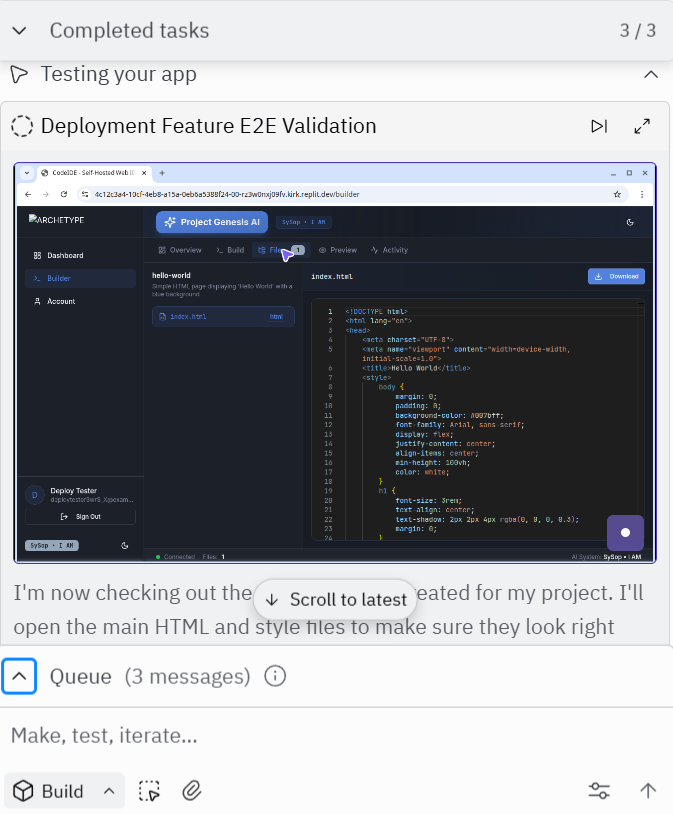 Completed tasks
3 / 3
Testing your app
Deployment Feature E2E Validation
CodeIDE - Self-Hosted Web I
4c12c3a4-10cf-4eb8-a15a-0eb6a5388f24-00-rz3w0nxj09fv.kirk.replit.dev/builder
ARCHETYPE
Project Genesis AI
SySop • I AM
Dashboard
Builder
Account
Overview
Build
Files
1
Preview
Activity
hello-world
Simple HTML page displaying 'Hello World' with a
blue background
index.html
html
index.html
Download
1 <!DOCTYPE html>
2 <html lang="en">
3 <head>
4 <meta charset="UTF-8">
5 <meta name="viewport" content="width=device-width,
initial-scale=1.0">
6 <title>Hello World</title>
7 <style>
8 body {
9 margin: 0;
10 padding: 0;
11 background-color: #007bff;
12 font-family: Arial, sans-serif;
13 display: flex;
14 justify-content: center;
15 align-items: center;
16 min-height: 100vh;
17 color: white;
18 }
19 h1 {
20 font-size: 3rem;
21 text-align: center;
22 text-shadow: 2px 2px 4px rgba(0, 0, 0, 0.3);
23 margin: 0;
24 }
D
Deploy Tester
Sign Out
SySop • I AM
Connected
Files: 1
AI System: SySop • I AM
I'm now checking out the
eated for my project. I'll
Scroll to latest
open the main HTML and style files to make sure they look right
Queue (3 messages)
Make, test, iterate...
Build